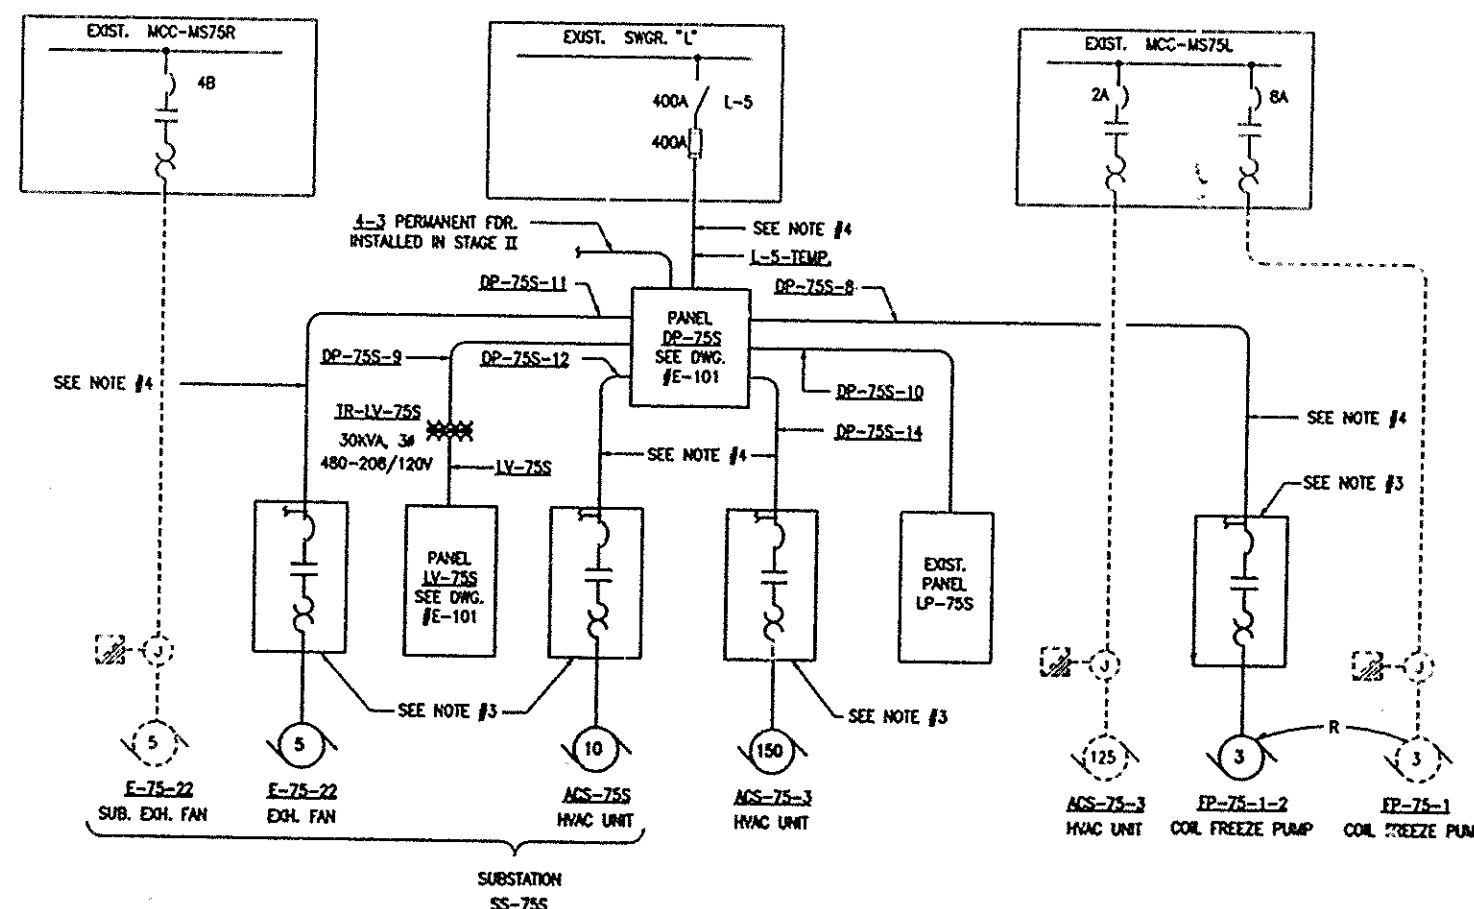 EXIST. MCC-MS75R
4B
EXIST. SWGR. "L"
400A
L-5
400A
EXIST. MCC-MS75L
2A
8A
4-3 PERMANENT FDR.
INSTALLED IN STAGE II
SEE NOTE #4
L-5-TEMP.
DP-75S-11
DP-75S-8
PANEL
DP-75S
SEE DWG.
#E-101
DP-75S-9
DP-75S-12
SEE NOTE #4
DP-75S-10
DP-75S-14
SEE NOTE #4
TR-LV-75S
30KVA, 3ø
480-208/120V
LV-75S
SEE NOTE #4
SEE NOTE #3
PANEL
LV-75S
SEE DWG.
#E-101
EXIST.
PANEL
LP-75S
J
J
J
SEE NOTE #3
SEE NOTE #3
R
5
5
10
150
125
3
3
E-75-22
SUB. EXH. FAN
E-75-22
EXH. FAN
ACS-75S
HVAC UNIT
ACS-75-3
HVAC UNIT
ACS-75-3
HVAC UNIT
FP-75-1-2
COIL FREEZE PUMP
FP-75-1
COIL FREEZE PUM
SUBSTATION
SS-75S